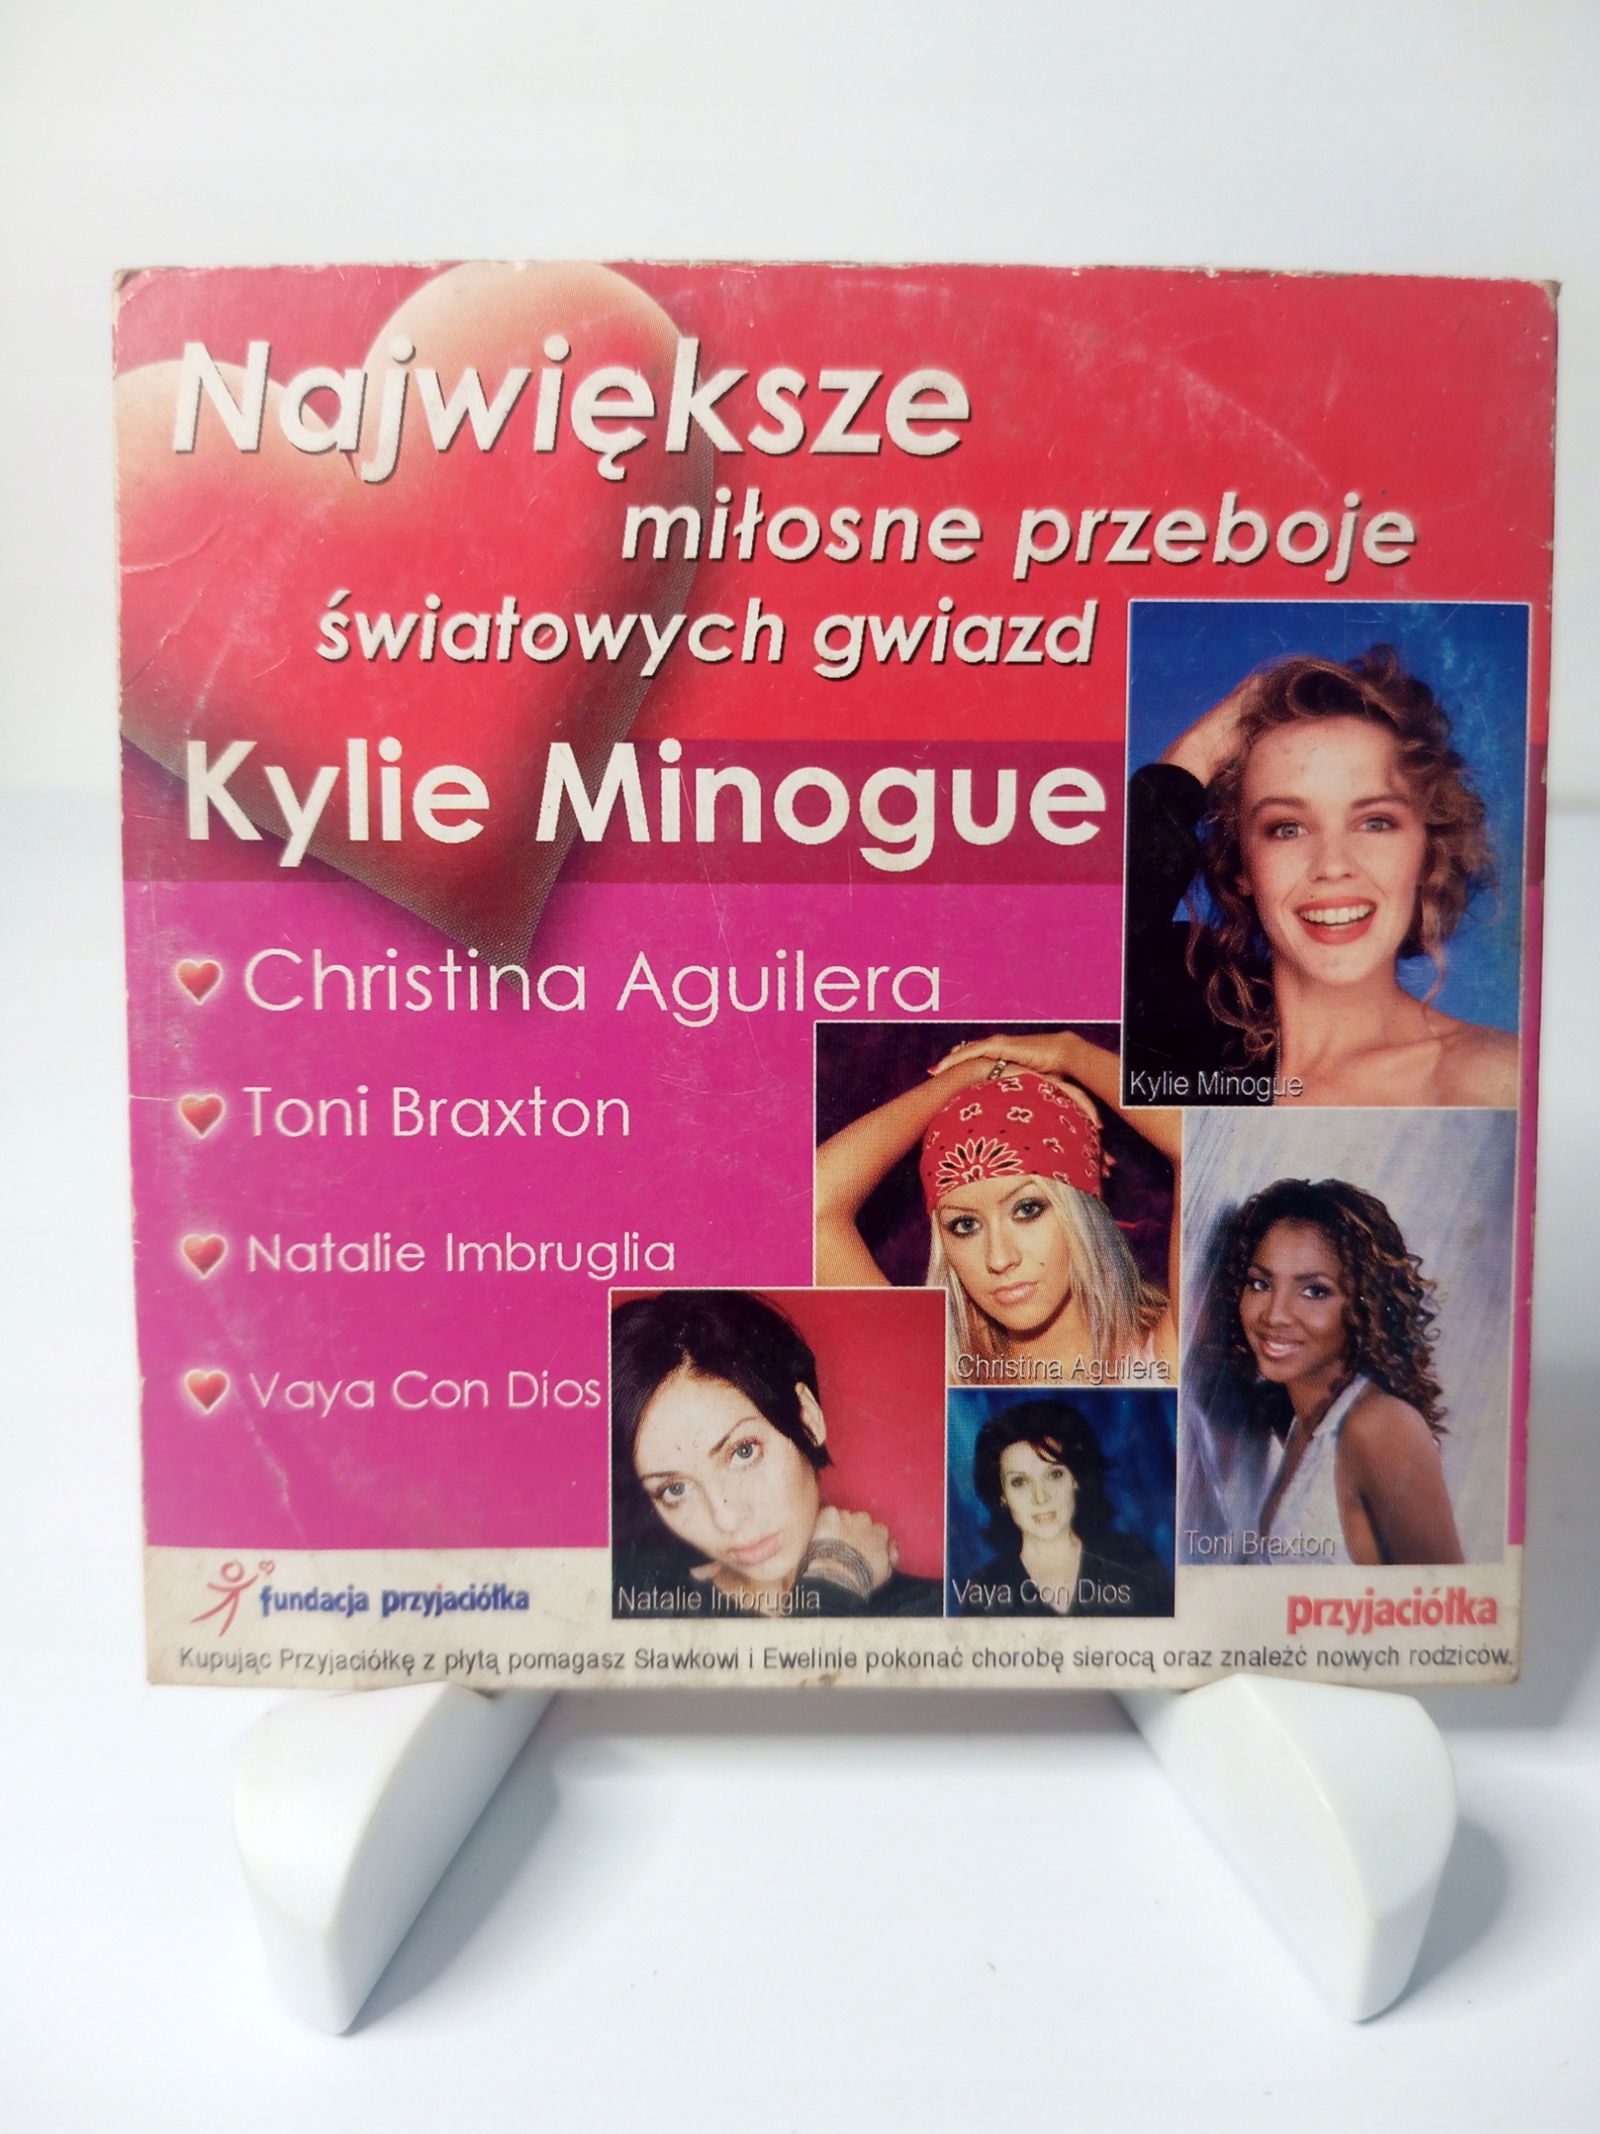 Największe
miłosne przeboje
światowych gwiazd
Kylie Minogue
Christina Aguilera
Toni Braxton
Natalie Imbruglia
Vaya Con Dios
Kylie Minogue
Christina Aguilera
Toni Braxton
Natalie Imbruglia
Vaya Con Dios
fundacja przyjaciółka
przyjaciółka
Kupując Przyjaciółkę z płytą pomagasz Sławkowi i Ewelinie pokonać chorobę sierocą oraz znaleźć nowych rodziców.